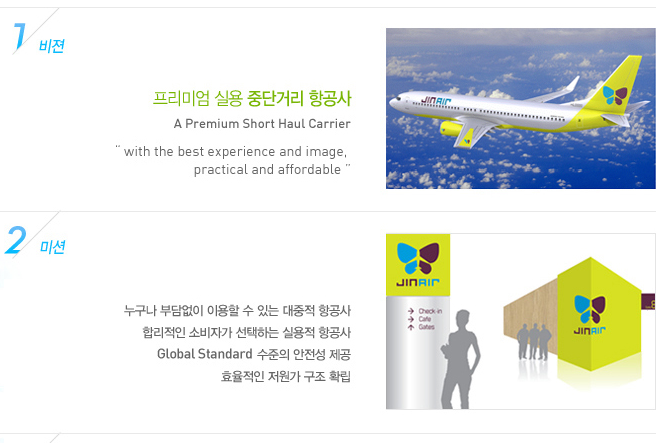 1 비젼
프리미엄 실용 중단거리 항공사
A Premium Short Haul Carrier
" with the best experience and image,
practical and affordable "
JINAIR
2 미션
누구나 부담없이 이용할 수 있는 대중적 항공사
합리적인 소비자가 선택하는 실용적 항공사
Global Standard 수준의 안전성 제공
효율적인 저원가 구조 확립
JINAIR
→ Check in
→ Cafe
↑ Gates
JINAIR